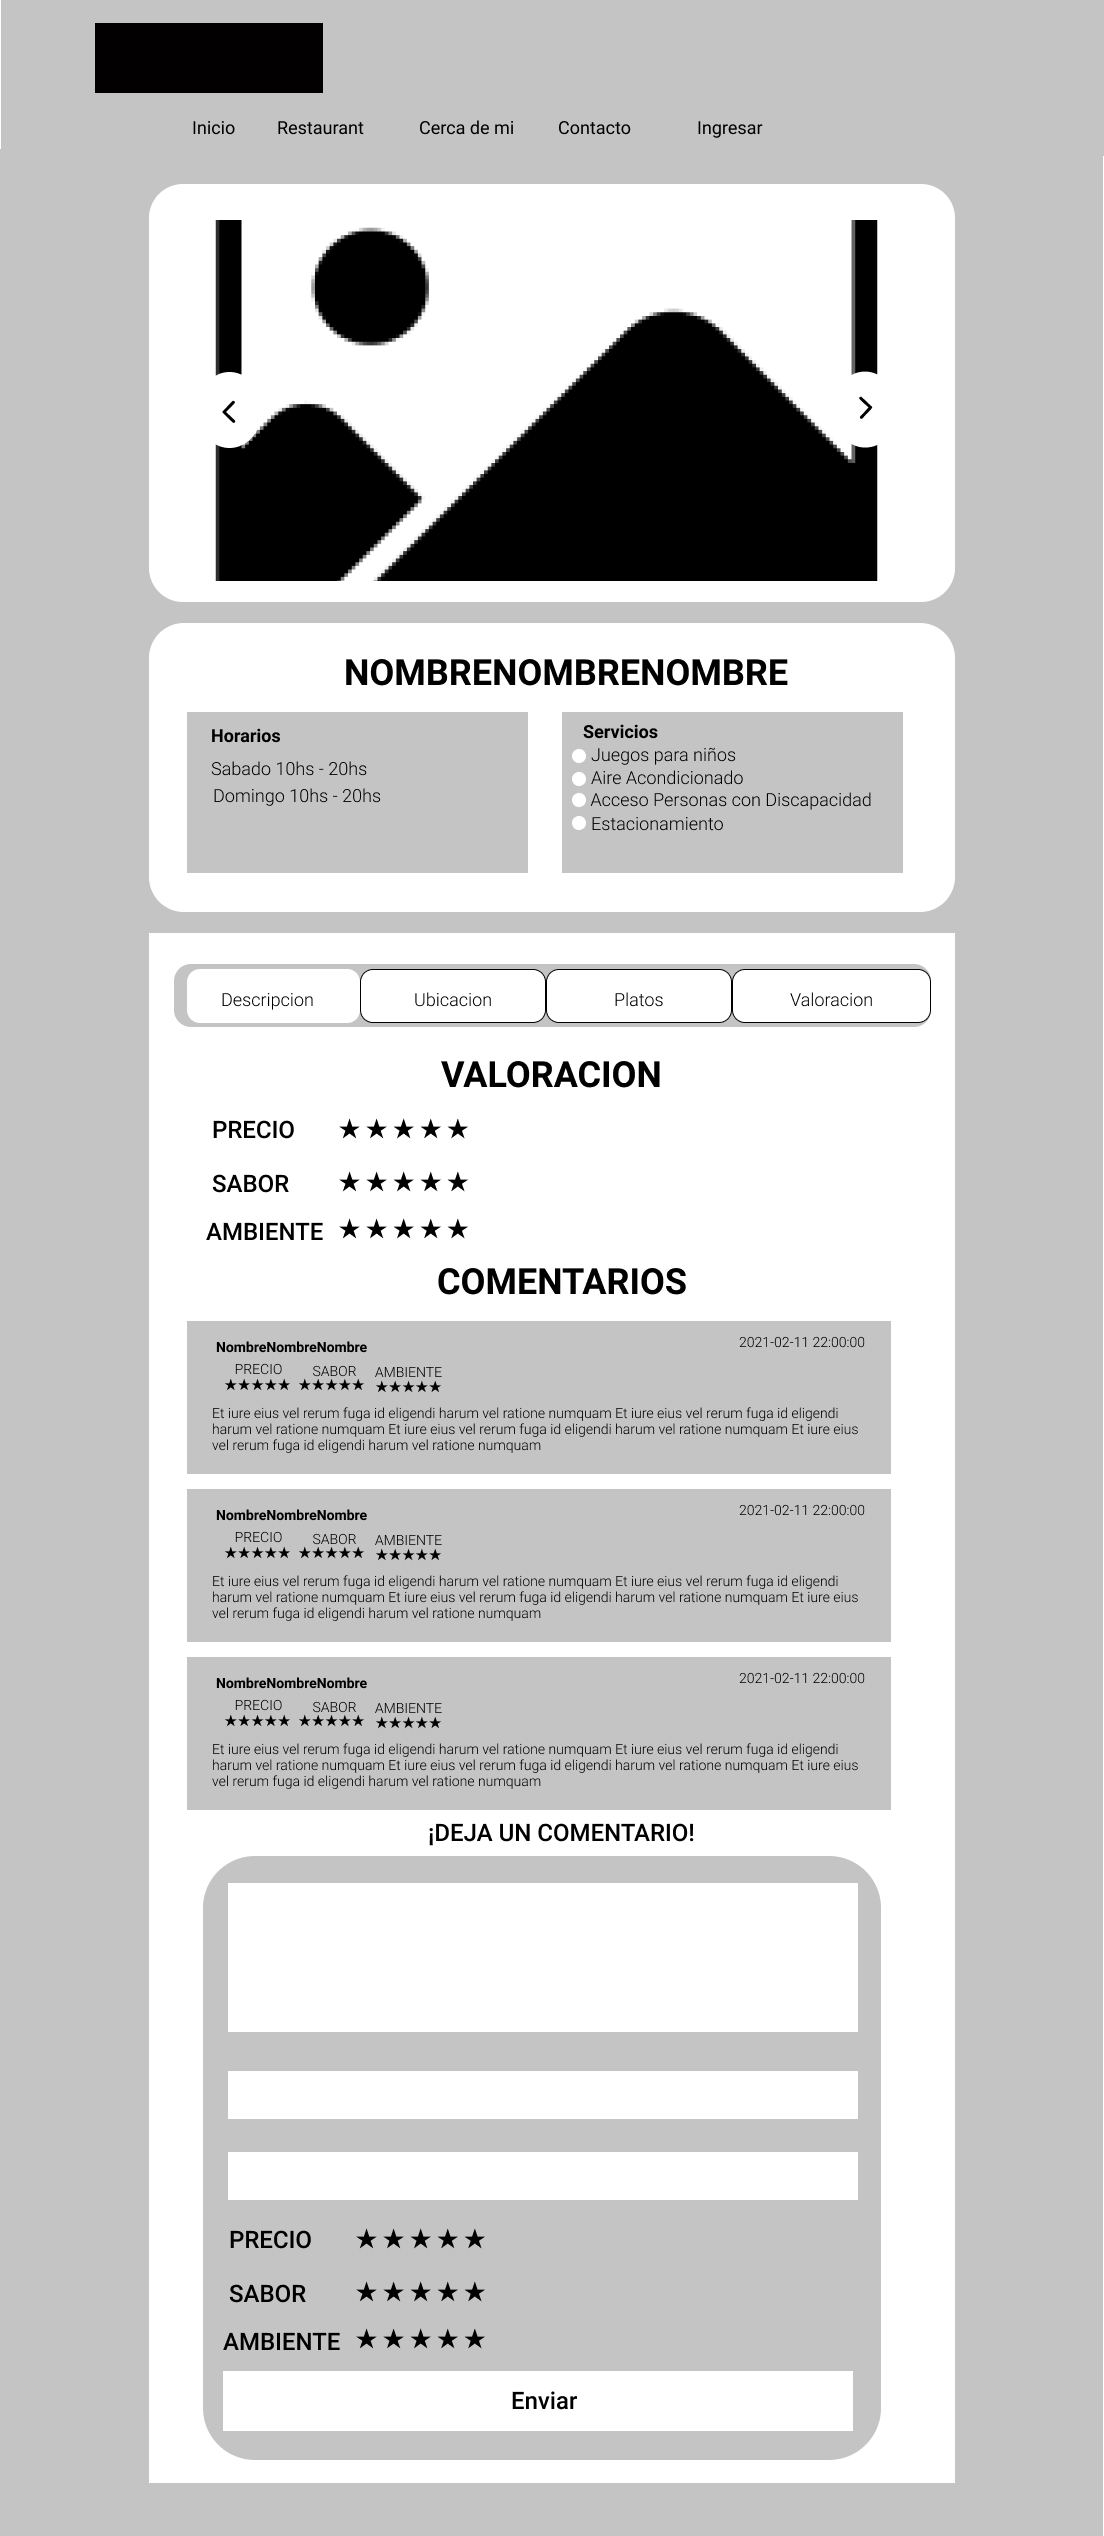 Inicio Restaurant Cerca de mi Contacto Ingresar
NOMBRENOMBRENOMBRE
Horarios
Sabado 10hs - 20hs
Domingo 10hs - 20hs
Servicios
Juegos para niños
Aire Acondicionado
Acceso Personas con Discapacidad
Estacionamiento
Descripcion Ubicacion Platos Valoracion
VALORACION
PRECIO ★★★★★
SABOR ★★★★★
AMBIENTE ★★★★★
COMENTARIOS
NombreNombreNombre 2021-02-11 22:00:00
PRECIO SABOR AMBIENTE
★★★★★ ★★★★★ ★★★★★
Et iure eius vel rerum fuga id eligendi harum vel ratione numquam Et iure eius vel rerum fuga id eligendi
harum vel ratione numquam Et iure eius vel rerum fuga id eligendi harum vel ratione numquam Et iure eius
vel rerum fuga id eligendi harum vel ratione numquam
NombreNombreNombre 2021-02-11 22:00:00
PRECIO SABOR AMBIENTE
★★★★★ ★★★★★ ★★★★★
Et iure eius vel rerum fuga id eligendi harum vel ratione numquam Et iure eius vel rerum fuga id eligendi
harum vel ratione numquam Et iure eius vel rerum fuga id eligendi harum vel ratione numquam Et iure eius
vel rerum fuga id eligendi harum vel ratione numquam
NombreNombreNombre 2021-02-11 22:00:00
PRECIO SABOR AMBIENTE
★★★★★ ★★★★★ ★★★★★
Et iure eius vel rerum fuga id eligendi harum vel ratione numquam Et iure eius vel rerum fuga id eligendi
harum vel ratione numquam Et iure eius vel rerum fuga id eligendi harum vel ratione numquam Et iure eius
vel rerum fuga id eligendi harum vel ratione numquam
¡DEJA UN COMENTARIO!
PRECIO ★★★★★
SABOR ★★★★★
AMBIENTE ★★★★★
Enviar